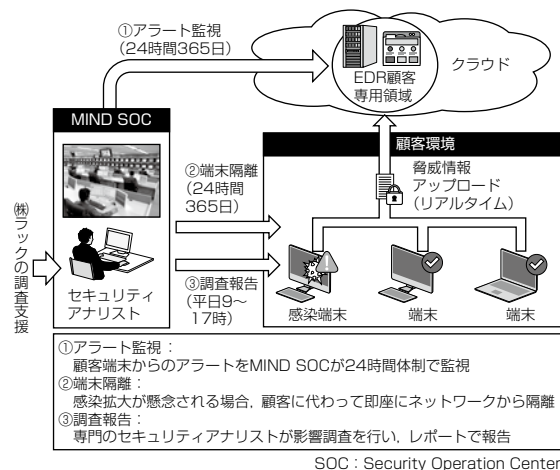 ①アラート監視
（24時間365日）
EDR顧客
専用領域
クラウド
MIND SOC
セキュリティ
アナリスト
㈱ラックの調査支援
②端末隔離
（24時間
365日）
③調査報告
（平日9～
17時）
顧客環境
脅威情報
アップロード
（リアルタイム）
感染端末
端末
端末
①アラート監視：
顧客端末からのアラートをMIND SOCが24時間体制で監視
②端末隔離：
感染拡大が懸念される場合，顧客に代わって即座にネットワークから隔離
③調査報告：
専門のセキュリティアナリストが影響調査を行い，レポートで報告
SOC：Security Operation Center